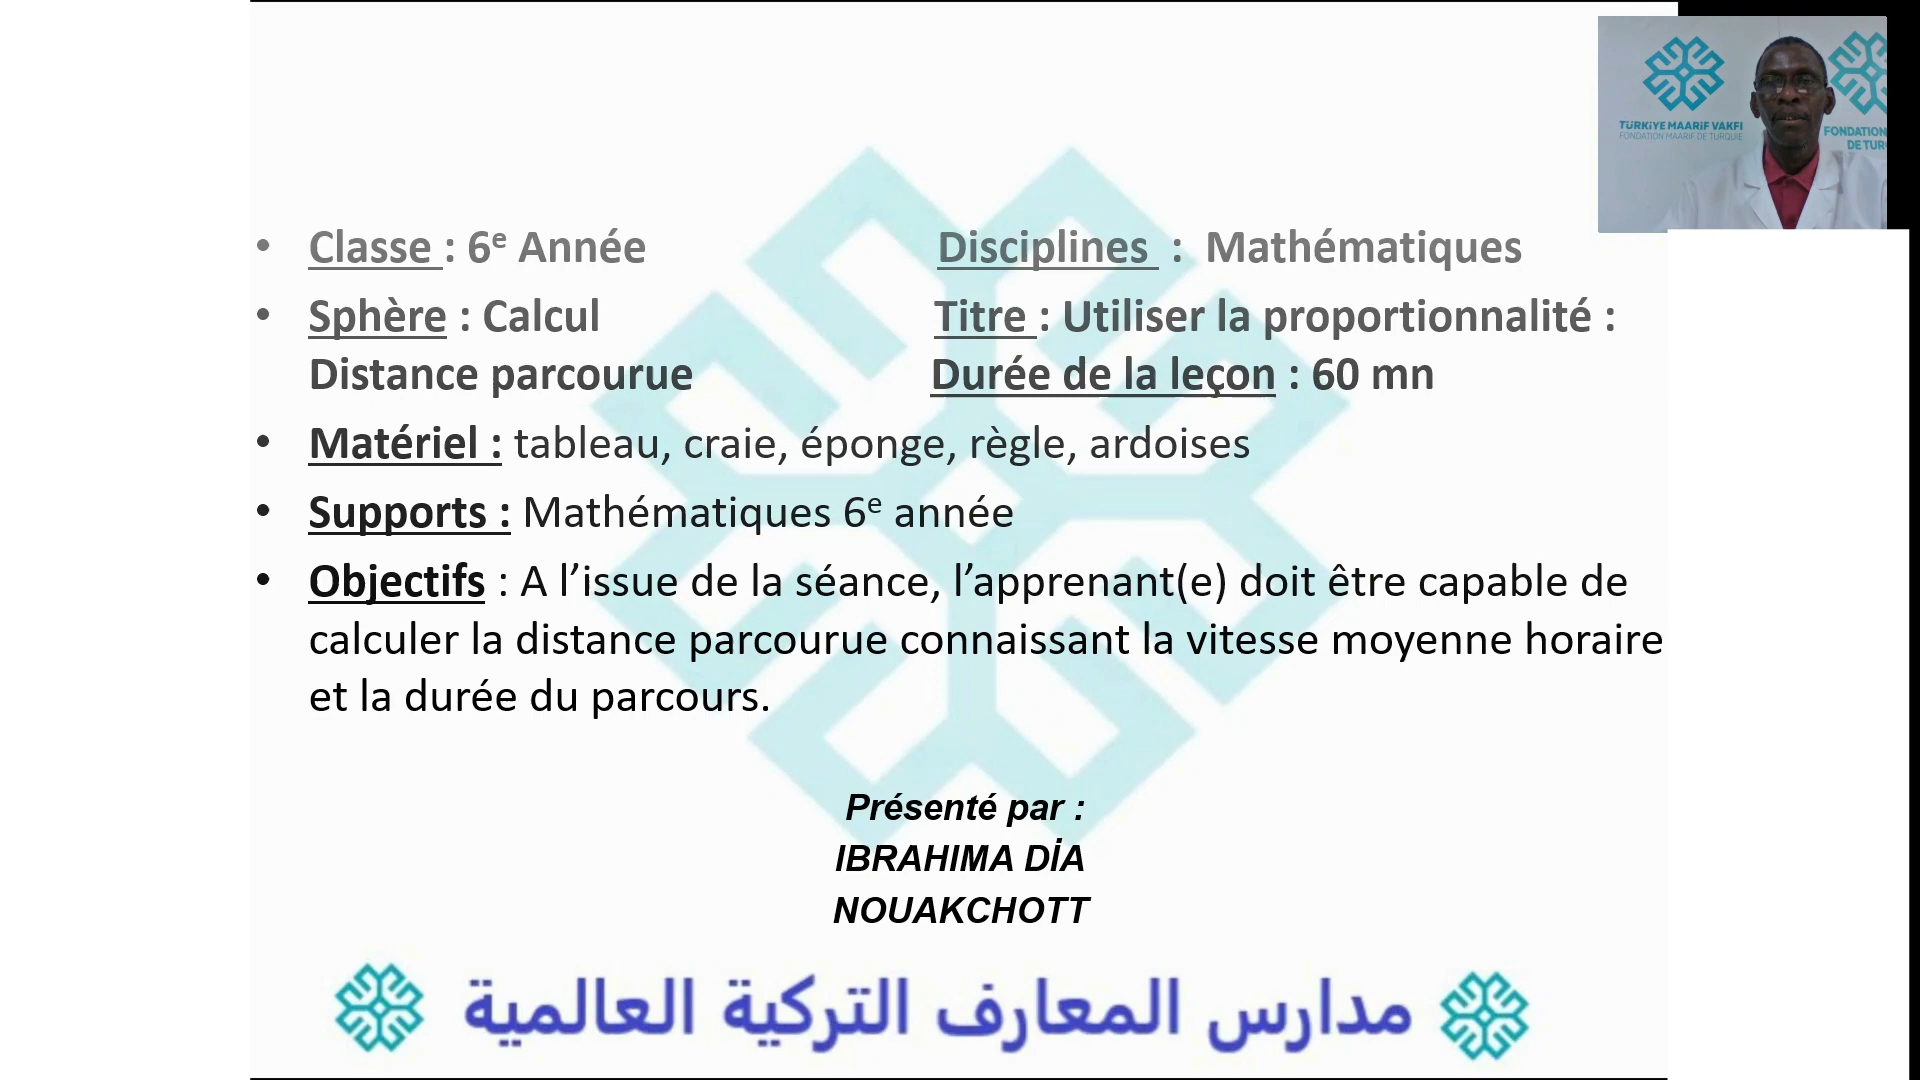 TÜRKİYE MAARİF VAKFI
FONDATION MAARIF DE TURQUIE
FONDATION
DE TUR
• Classe : 6e Année Disciplines : Mathématiques
• Sphère : Calcul Titre : Utiliser la proportionnalité :
Distance parcourue Durée de la leçon : 60 mn
• Matériel : tableau, craie, éponge, règle, ardoises
• Supports : Mathématiques 6e année
• Objectifs : A l’issue de la séance, l’apprenant(e) doit être capable de
calculer la distance parcourue connaissant la vitesse moyenne horaire
et la durée du parcours.
Présenté par :
IBRAHIMA DİA
NOUAKCHOTT
مدارس المعارف التركية العالمية